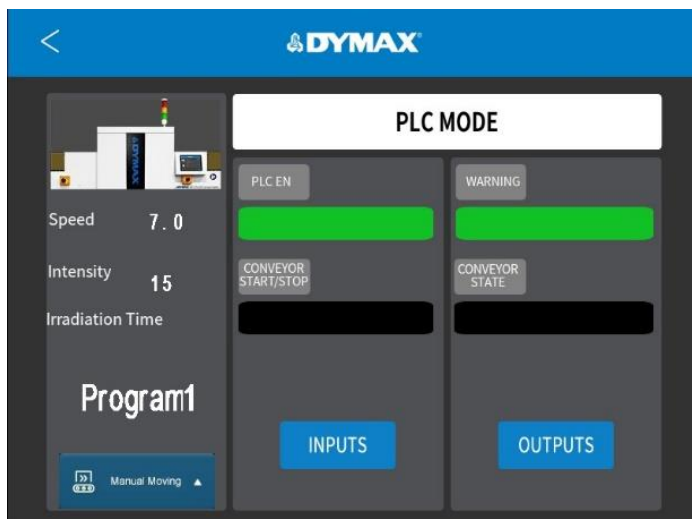 <
DYMAX
DYMAX
PLC MODE
Speed 7.0
Intensity 15
Irradiation Time
Program1
Manual Moving ▲
PLC EN
CONVEYOR
START/STOP
INPUTS
WARNING
CONVEYOR
STATE
OUTPUTS